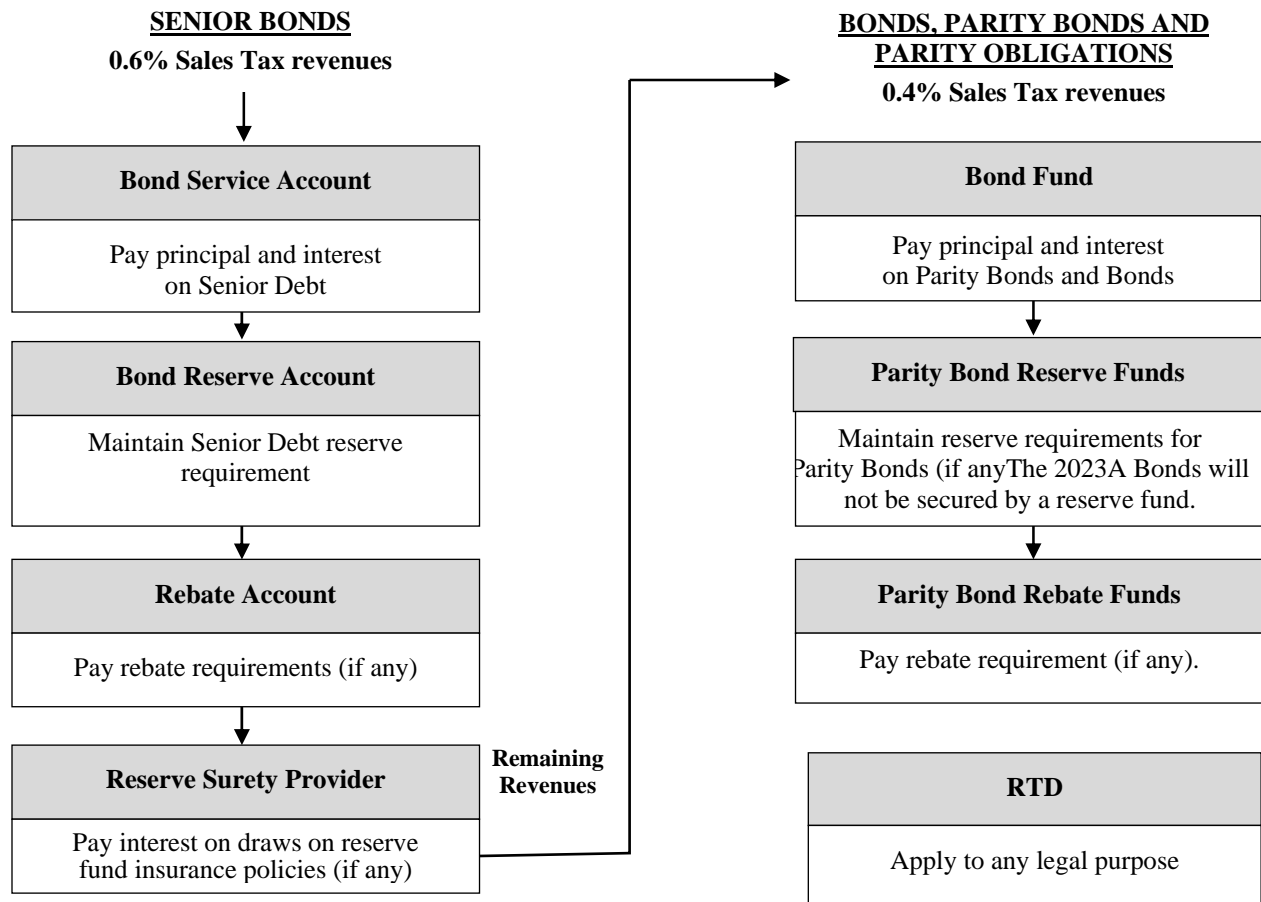 SENIOR BONDS
0.6% Sales Tax revenues
Bond Service Account
Pay principal and interest
on Senior Debt
Bond Reserve Account
Maintain Senior Debt reserve
requirement
Rebate Account
Pay rebate requirements (if any)
Reserve Surety Provider
Pay interest on draws on reserve
fund insurance policies (if any)
Remaining
Revenues
BONDS, PARITY BONDS AND
PARITY OBLIGATIONS
0.4% Sales Tax revenues
Bond Fund
Pay principal and interest
on Parity Bonds and Bonds
Parity Bond Reserve Funds
Maintain reserve requirements for
Parity Bonds (if anyThe 2023A Bonds will
not be secured by a reserve fund.
Parity Bond Rebate Funds
Pay rebate requirement (if any).
RTD
Apply to any legal purpose